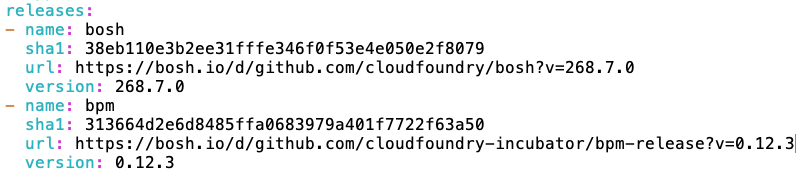 releases:
- name: bosh
  sha1: 38eb110e3b2ee31fffe346f0f53e4e050e2f8079
  url: https://bosh.io/d/github.com/cloudfoundry/bosh?v=268.7.0
  version: 268.7.0
- name: bpm
  sha1: 313664d2e6d8485ffa0683979a401f7722f63a50
  url: https://bosh.io/d/github.com/cloudfoundry-incubator/bpm-release?v=0.12.3
  version: 0.12.3